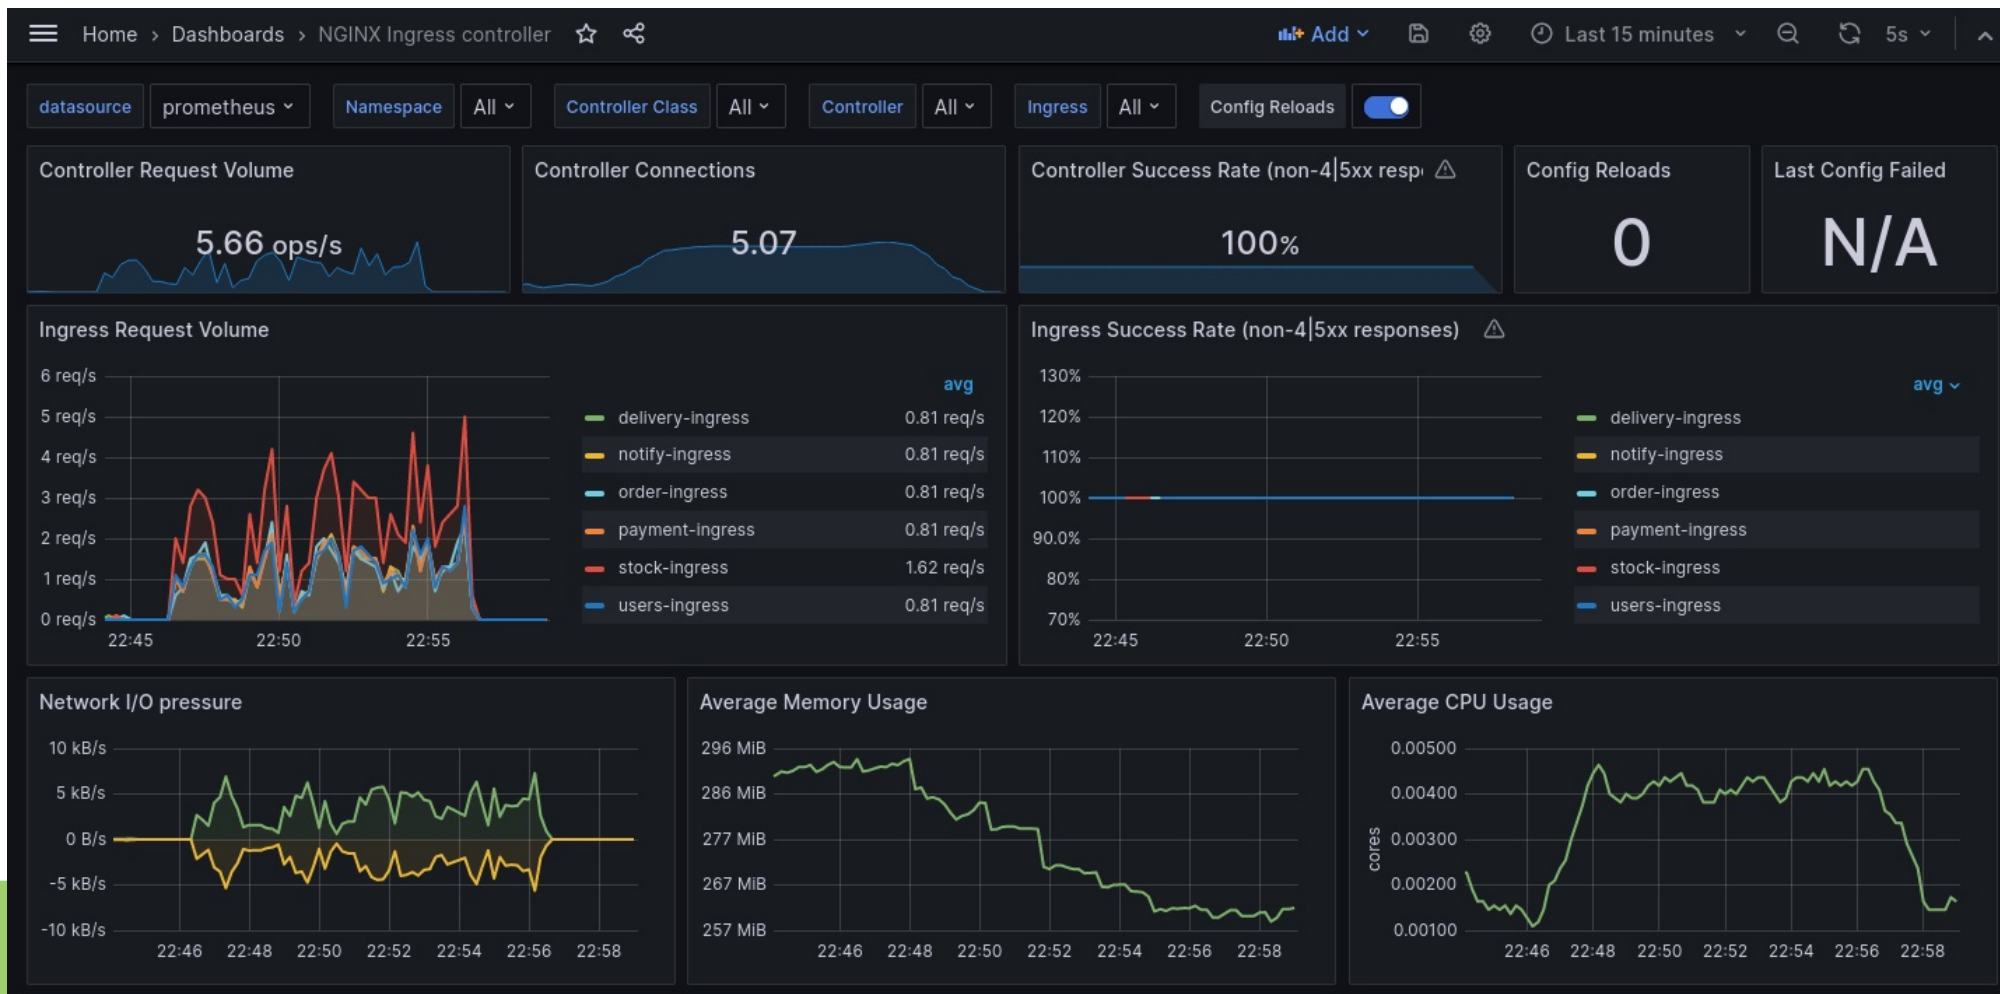 Home › Dashboards › NGINX Ingress controller Add Last 15 minutes 5s
datasource prometheus Namespace All Controller Class All Controller All Ingress All Config Reloads
Controller Request Volume
5.66 ops/s
Controller Connections
5.07
Controller Success Rate (non-4|5xx resp
100%
Config Reloads
0
Last Config Failed
N/A
Ingress Request Volume
6 req/s
5 req/s
4 req/s
3 req/s
2 req/s
1 req/s
0 req/s
22:45 22:50 22:55
avg
delivery-ingress 0.81 req/s
notify-ingress 0.81 req/s
order-ingress 0.81 req/s
payment-ingress 0.81 req/s
stock-ingress 1.62 req/s
users-ingress 0.81 req/s
Ingress Success Rate (non-4|5xx responses)
130%
120%
110%
100%
90.0%
80%
70%
22:45 22:50 22:55
avg
delivery-ingress
notify-ingress
order-ingress
payment-ingress
stock-ingress
users-ingress
Network I/O pressure
10 kB/s
5 kB/s
0 B/s
-5 kB/s
-10 kB/s
22:46 22:48 22:50 22:52 22:54 22:56 22:58
Average Memory Usage
296 MiB
286 MiB
277 MiB
267 MiB
257 MiB
22:46 22:48 22:50 22:52 22:54 22:56 22:58
Average CPU Usage
cores
0.00500
0.00400
0.00300
0.00200
0.00100
22:46 22:48 22:50 22:52 22:54 22:56 22:58